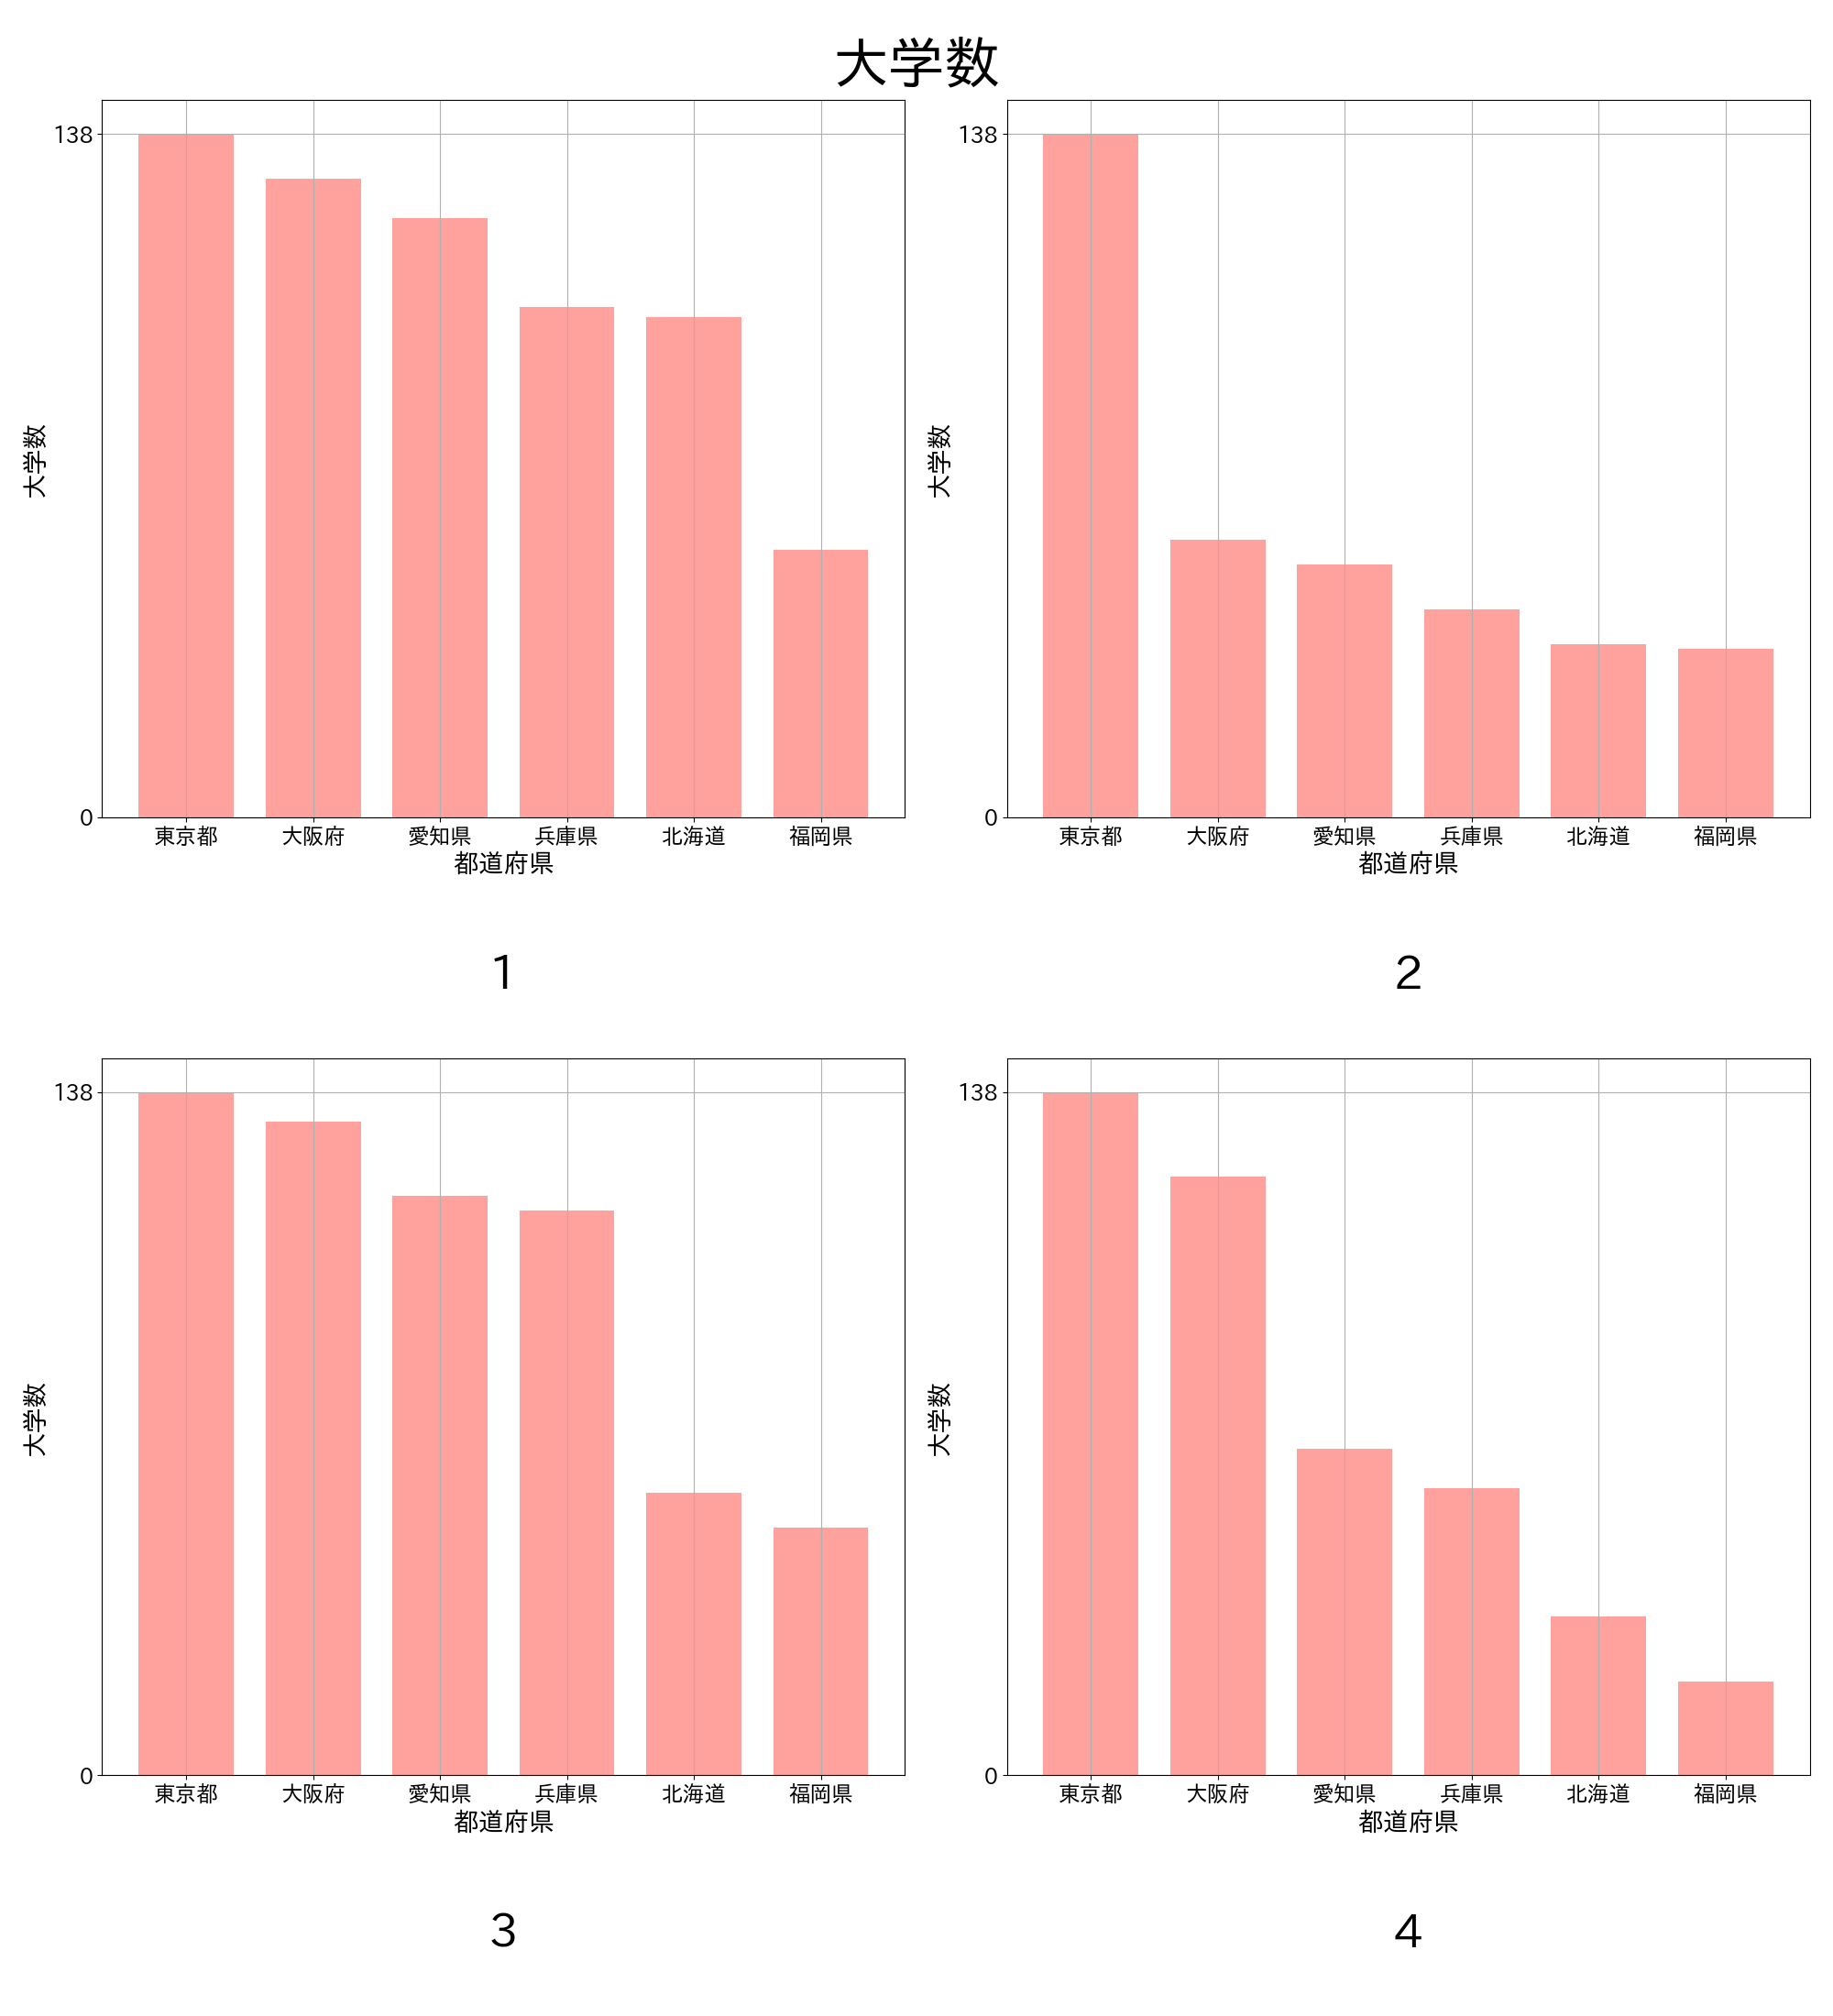 大学数
138
0
大学数
東京都 大阪府 愛知県 兵庫県 北海道 福岡県
都道府県
1
138
0
大学数
東京都 大阪府 愛知県 兵庫県 北海道 福岡県
都道府県
2
138
0
大学数
東京都 大阪府 愛知県 兵庫県 北海道 福岡県
都道府県
3
138
0
大学数
東京都 大阪府 愛知県 兵庫県 北海道 福岡県
都道府県
4